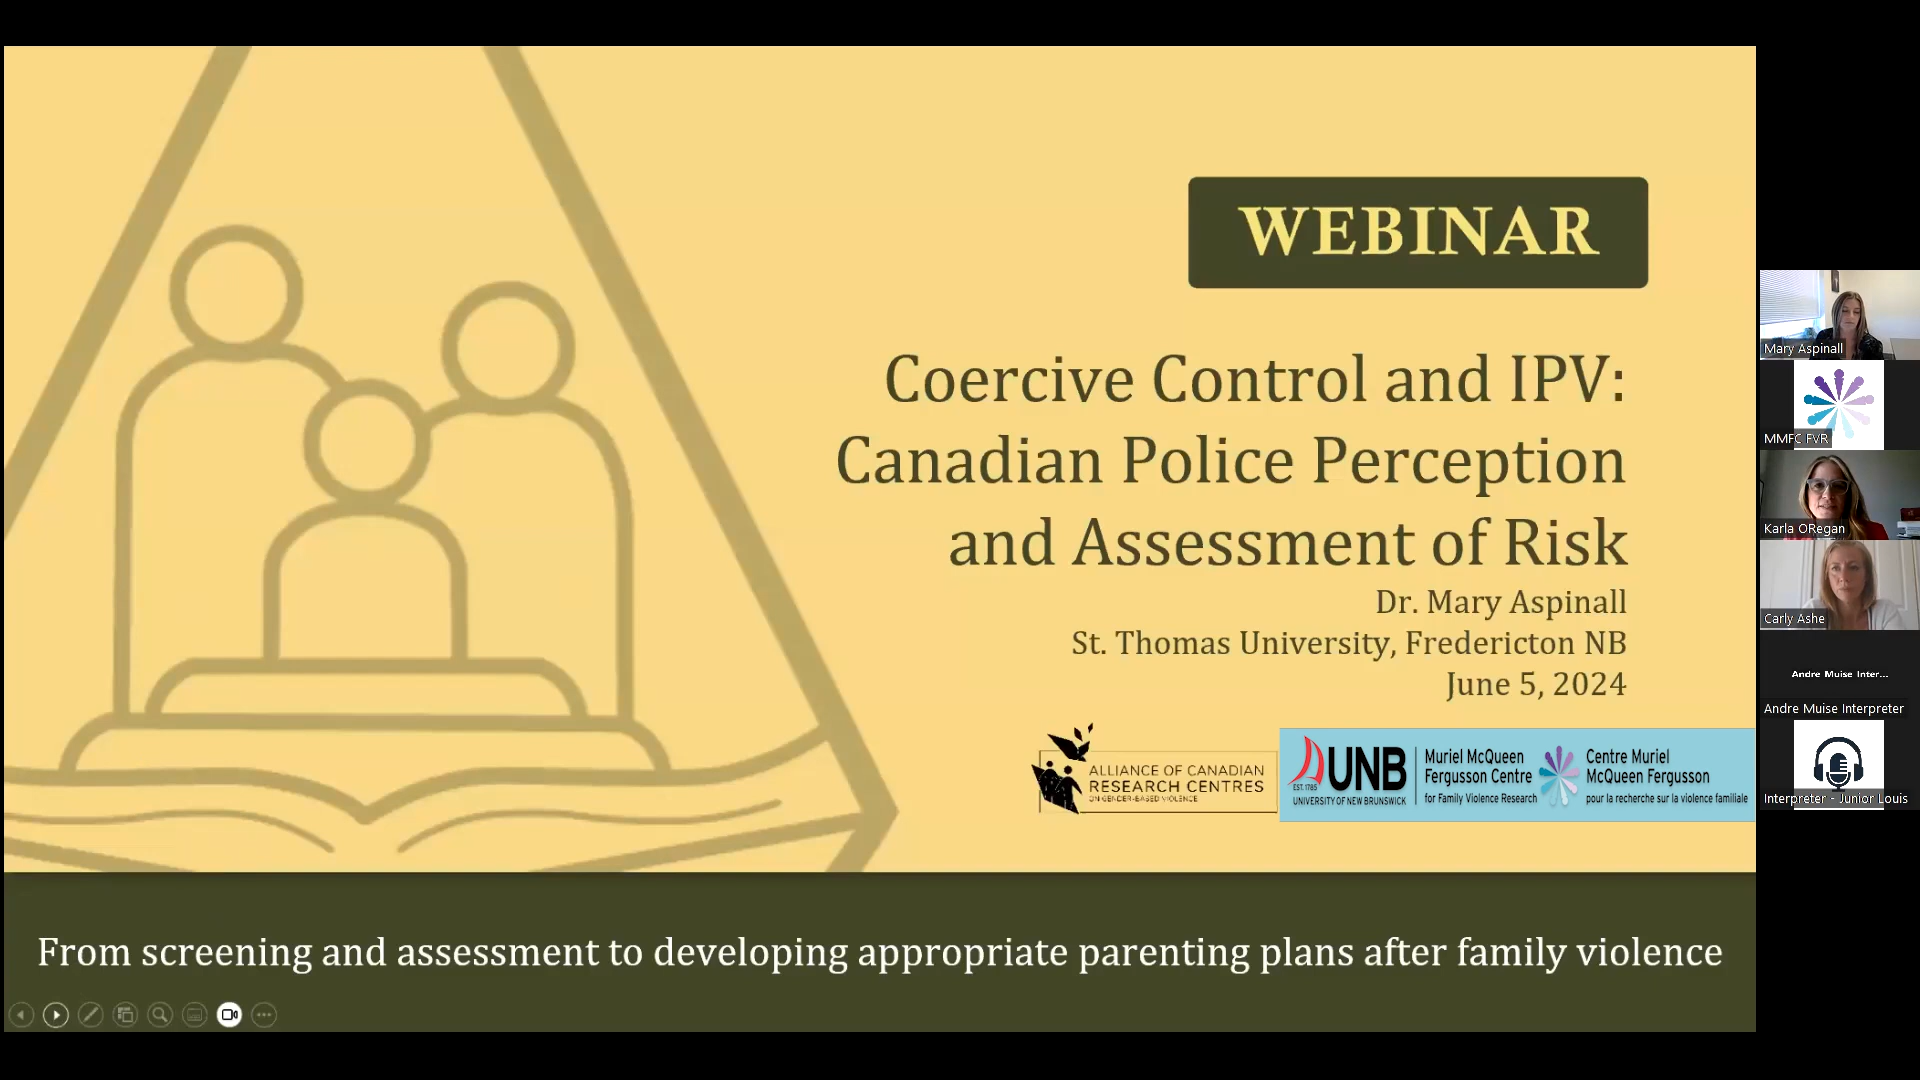 WEBINAR
Coercive Control and IPV:
Canadian Police Perception
and Assessment of Risk
Dr. Mary Aspinall
St. Thomas University, Fredericton NB
June 5, 2024
ALLIANCE OF CANADIAN
RESEARCH CENTRES
ON GENDER-BASED VIOLENCE
EST. 1785
UNB
UNIVERSITY OF NEW BRUNSWICK
Muriel McQueen
Fergusson Centre
for Family Violence Research
Centre Muriel
McQueen Fergusson
pour la recherche sur la violence familiale
From screening and assessment to developing appropriate parenting plans after family violence
Mary Aspinall
MMFC FVR
Karla ORegan
Carly Ashe
Andre Muise Inter...
Andre Muise Interpreter
Interpreter - Junior Louis